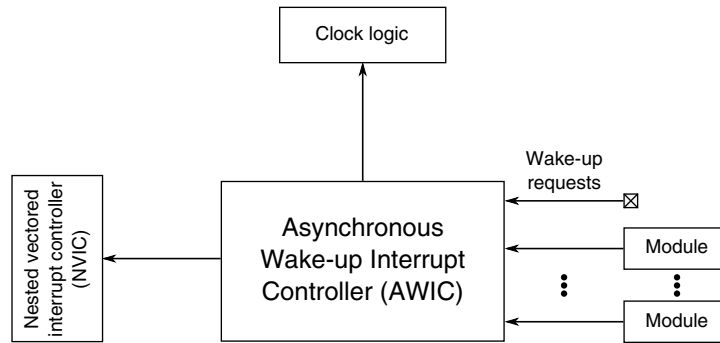 Clock logic
Wake-up
requests
Nested vectored
interrupt controller
(NVIC)
Asynchronous
Wake-up Interrupt
Controller (AWIC)
Module
Module